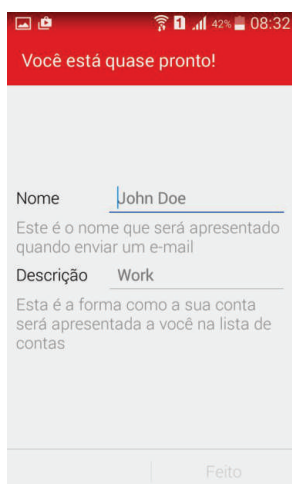 1 42% 08:32
Você está quase pronto!
Nome John Doe
Este é o nome que será apresentado
quando enviar um e-mail
Descrição Work
Esta é a forma como a sua conta
será apresentada a você na lista de
contas
Feito